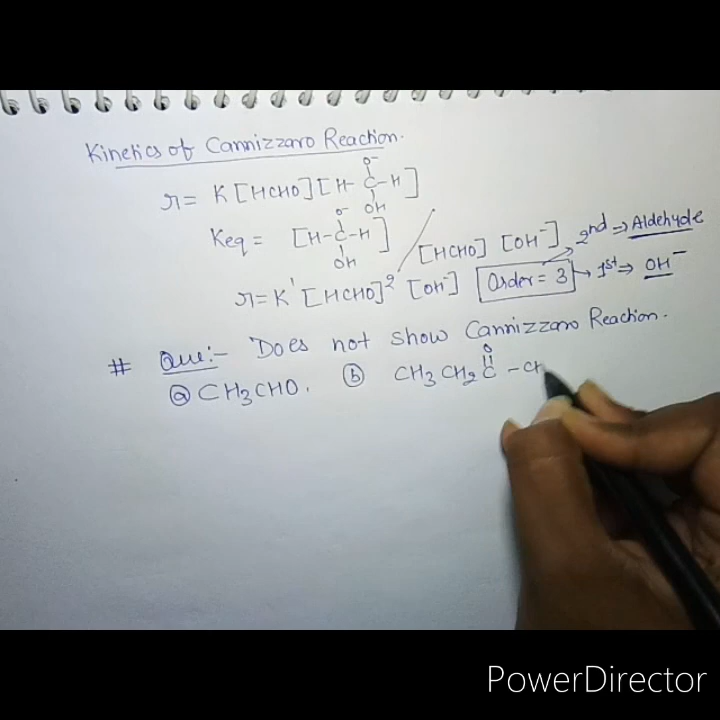 Kinetics of Cannizzaro Reaction.
r = K [HCHO] [H-C(O⁻)(OH)-H]
Keq = [H-C(O⁻)(OH)-H] / [HCHO] [OH⁻]
r = K' [HCHO]² [OH⁻] Order = 3 2nd ⇒ Aldehyde 1st ⇒ OH⁻
# Que:- Does not show Cannizzaro Reaction.
(a) CH₃CHO. (b) CH₃CH₂C(=O)-CH
PowerDirector